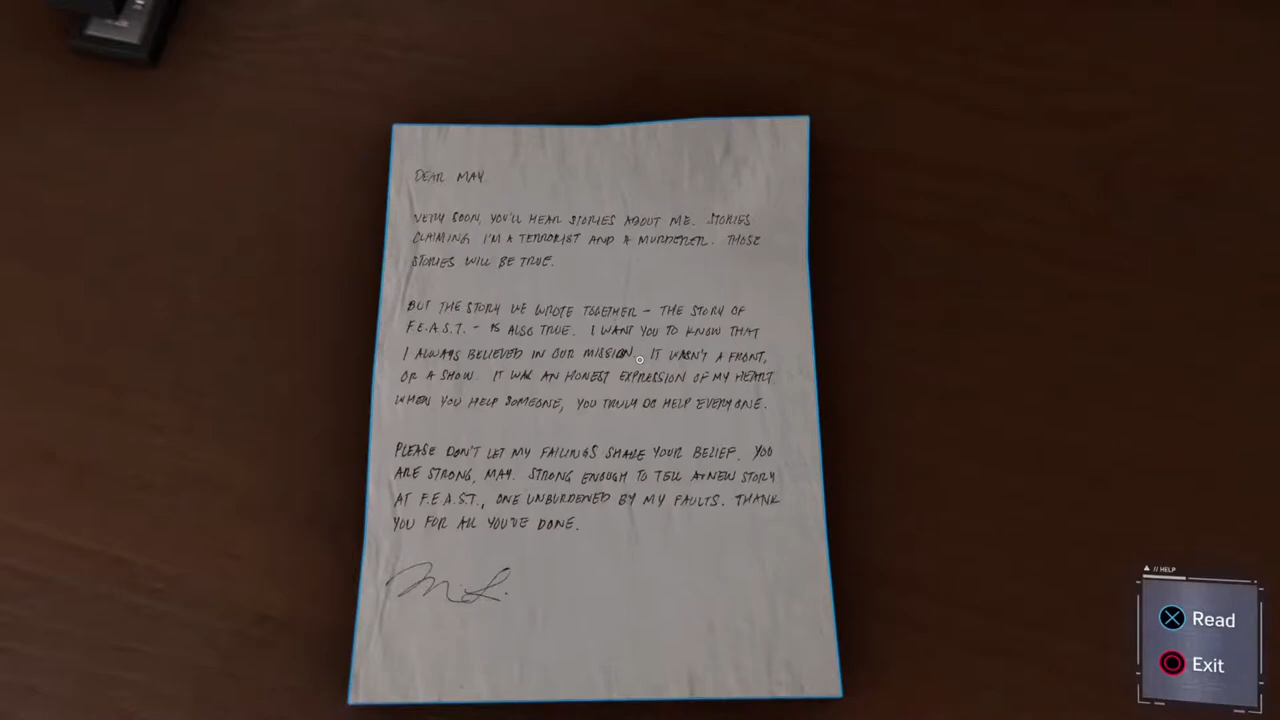 DEAR MAY
VERY SOON, YOU'LL HEAR STORIES ABOUT ME. STORIES
CLAIMING I'M A TERRORIST AND A MURDERER. THOSE
STORIES WILL BE TRUE.
BUT THE STORY WE WROTE TOGETHER – THE STORY OF
F.E.A.S.T. – IS ALSO TRUE. I WANT YOU TO KNOW THAT
I ALWAYS BELIEVED IN OUR MISSION. IT WASN'T A FRONT,
OR A SHOW. IT WAS AN HONEST EXPRESSION OF MY HEART
WHEN YOU HELP SOMEONE, YOU TRULY DO HELP EVERYONE.
PLEASE DON'T LET MY FAILINGS SHAKE YOUR BELIEF. YOU
ARE STRONG, MAY. STRONG ENOUGH TO TELL A NEW STORY
AT F.E.A.S.T., ONE UNBURDENED BY MY FAULTS. THANK
YOU FOR ALL YOU'VE DONE.
M L.
// HELP
Read
Exit